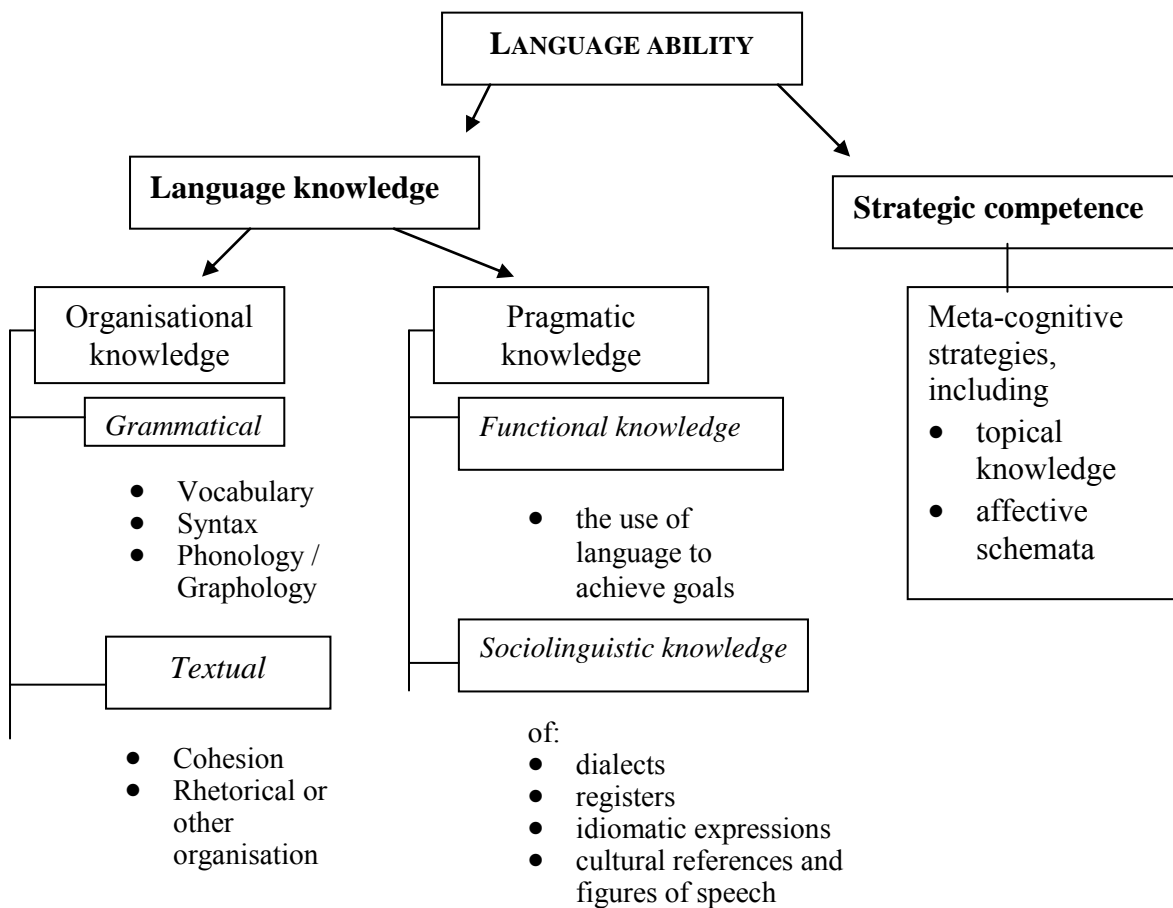 LANGUAGE ABILITY
Language knowledge
Strategic competence
Organisational
knowledge
Grammatical
• Vocabulary
• Syntax
• Phonology /
Graphology
Textual
• Cohesion
• Rhetorical or
other
organisation
Pragmatic
knowledge
Functional knowledge
• the use of
language to
achieve goals
Sociolinguistic knowledge
of:
• dialects
• registers
• idiomatic expressions
• cultural references and
figures of speech
Meta-cognitive
strategies,
including
• topical
knowledge
• affective
schemata